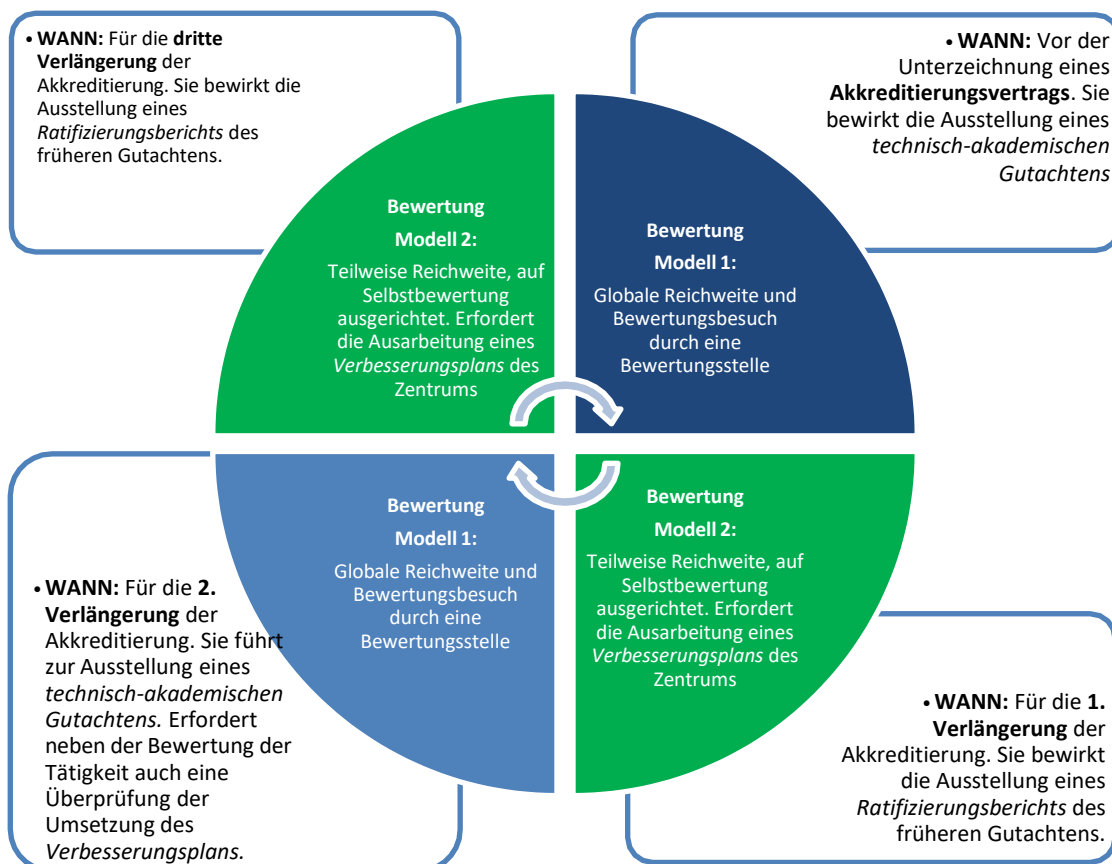 • WANN: Für die dritte
Verlängerung der
Akkreditierung. Sie bewirkt die
Ausstellung eines
Ratifizierungsberichts des
früheren Gutachtens.
• WANN: Vor der
Unterzeichnung eines
Akkreditierungsvertrags. Sie
bewirkt die Ausstellung eines
technisch-akademischen
Gutachtens
Bewertung
Modell 2:
Teilweise Reichweite, auf
Selbstbewertung
ausgerichtet. Erfordert
die Ausarbeitung eines
Verbesserungsplans des
Zentrums
Bewertung
Modell 1:
Globale Reichweite und
Bewertungsbesuch
durch eine
Bewertungsstelle
Bewertung
Modell 1:
Globale Reichweite und
Bewertungsbesuch
durch eine
Bewertungsstelle
Bewertung
Modell 2:
Teilweise Reichweite, auf
Selbstbewertung
ausgerichtet. Erfordert
die Ausarbeitung eines
Verbesserungsplans des
Zentrums
• WANN: Für die 2.
Verlängerung der
Akkreditierung. Sie führt
zur Ausstellung eines
technisch-akademischen
Gutachtens. Erfordert
neben der Bewertung der
Tätigkeit auch eine
Überprüfung der
Umsetzung des
Verbesserungsplans.
• WANN: Für die 1.
Verlängerung der
Akkreditierung. Sie bewirkt
die Ausstellung eines
Ratifizierungsberichts des
früheren Gutachtens.